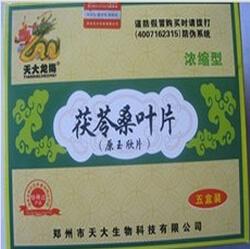 谨防假冒购买时请拨打
(4007162315)防伪系统
天大龙梅
浓缩型
茯苓桑叶片
(原玉欣片)
五盒装
郑州市天大生物科技有限公司